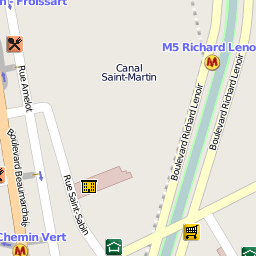 n - Froissart
M5 Richard Leno
Canal
Saint-Martin
Rue Amelot
Boulevard Richard Lenoir
Boulevard Richard Lenoir
Boulevard Beaumarchais
Rue Saint-Sabin
Chemin Vert